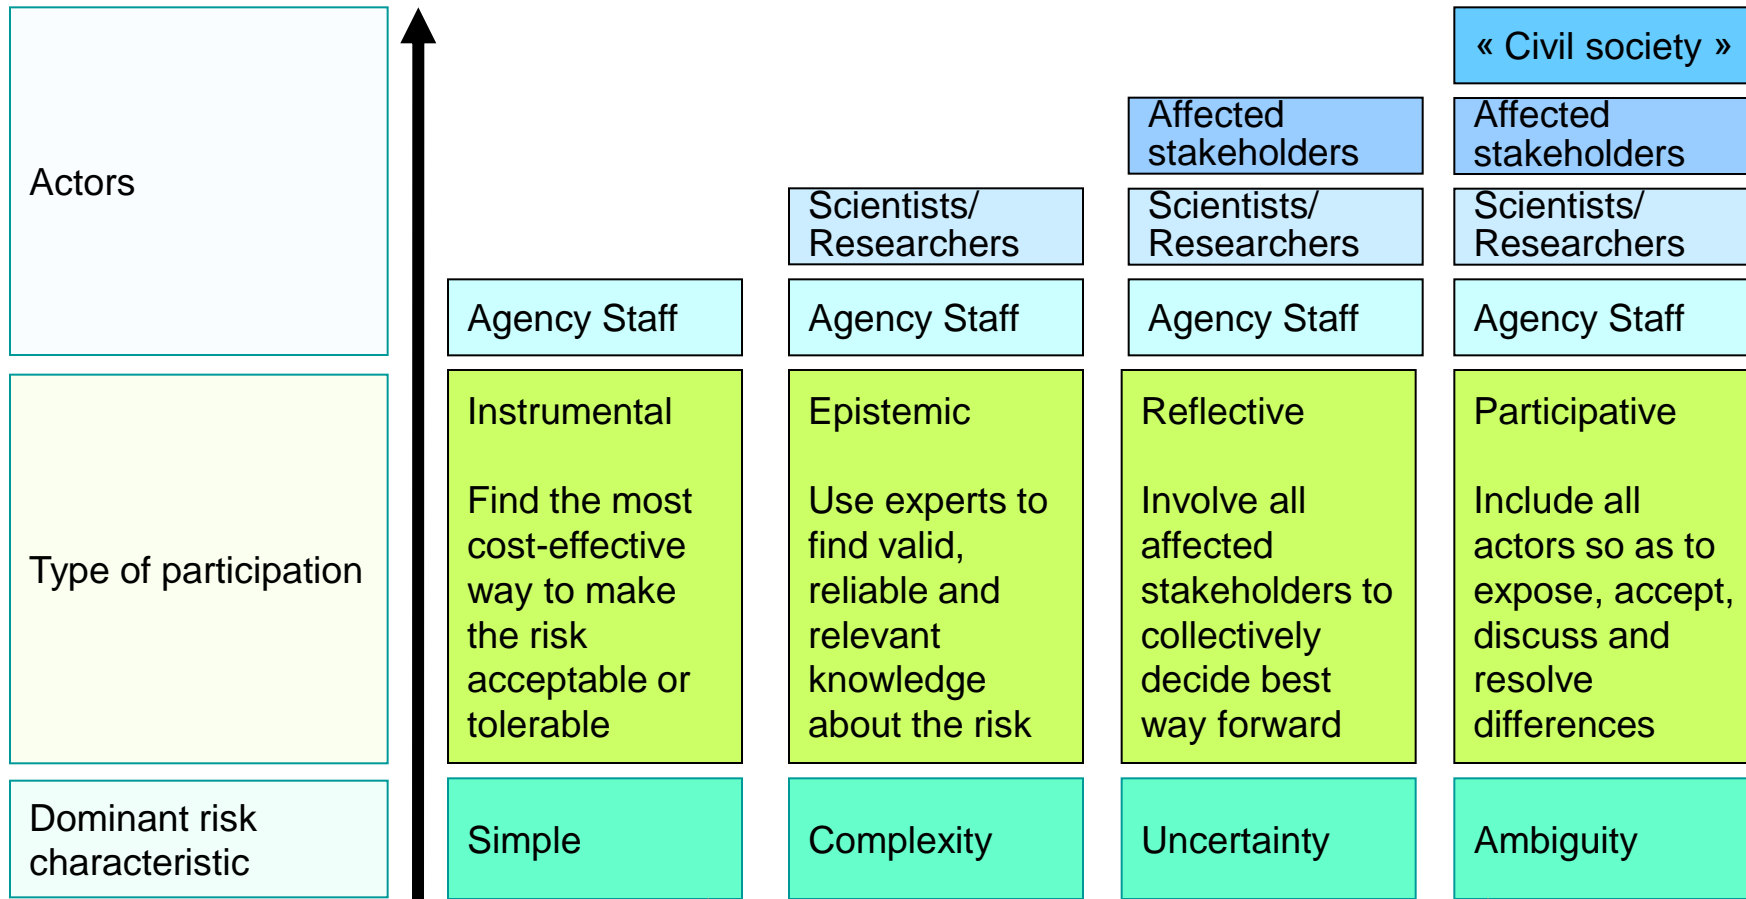 Actors
« Civil society »
Affected
stakeholders
Affected
stakeholders
Scientists/
Researchers
Scientists/
Researchers
Scientists/
Researchers
Agency Staff
Agency Staff
Agency Staff
Agency Staff
Type of participation
Instrumental
Find the most
cost-effective
way to make
the risk
acceptable or
tolerable
Epistemic
Use experts to
find valid,
reliable and
relevant
knowledge
about the risk
Reflective
Involve all
affected
stakeholders to
collectively
decide best
way forward
Participative
Include all
actors so as to
expose, accept,
discuss and
resolve
differences
Dominant risk
characteristic
Simple
Complexity
Uncertainty
Ambiguity